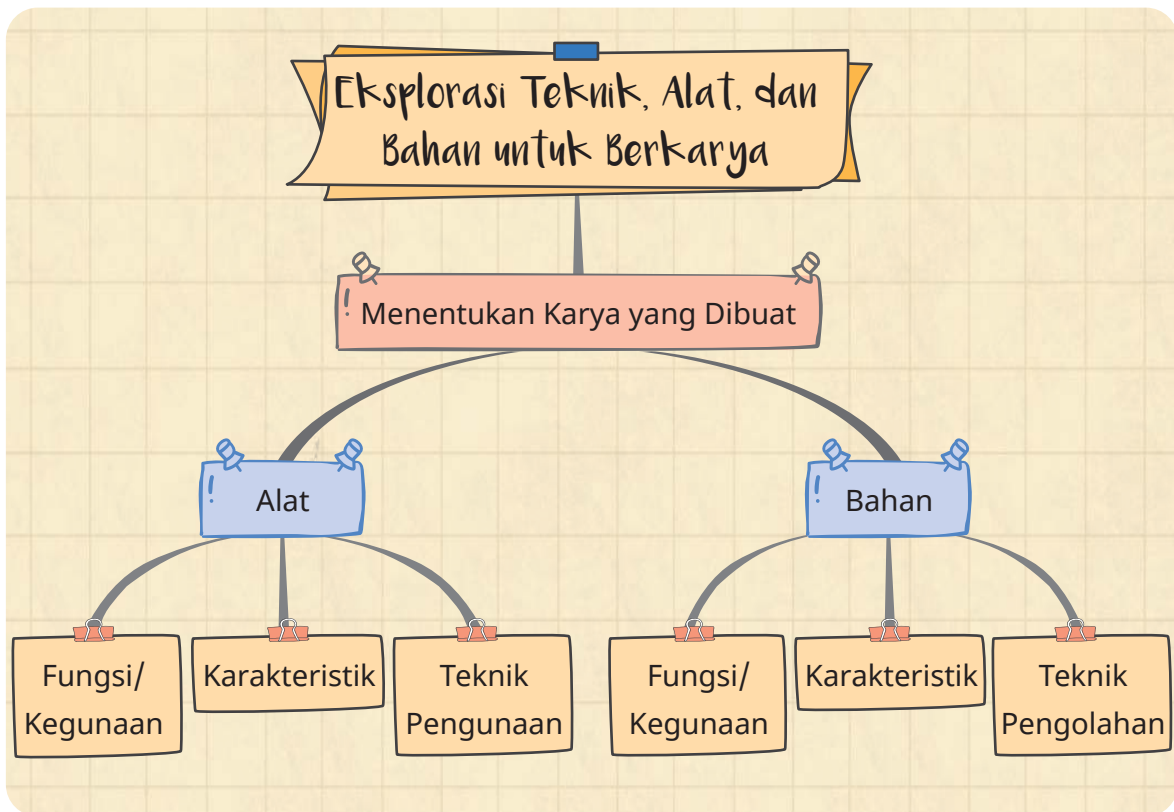 Eksplorasi Teknik, Alat, dan
Bahan untuk Berkarya
Menentukan Karya yang Dibuat
Alat
Bahan
Fungsi/
Kegunaan
Karakteristik
Teknik
Pengunaan
Fungsi/
Kegunaan
Karakteristik
Teknik
Pengolahan